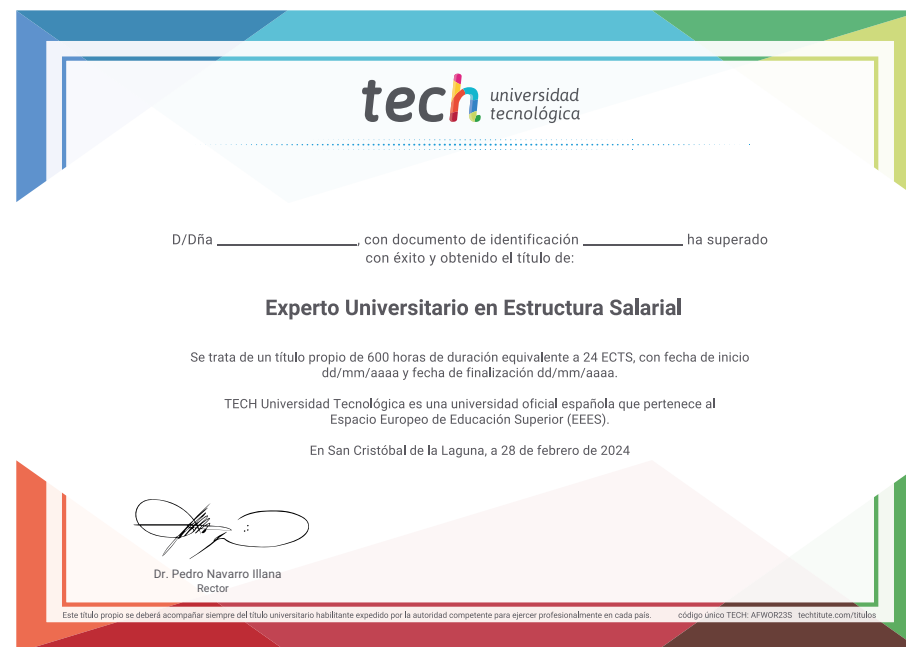 tech universidad
tecnológica
D/Dña ____________________, con documento de identificación ______________ ha superado
con éxito y obtenido el título de:
Experto Universitario en Estructura Salarial
Se trata de un título propio de 600 horas de duración equivalente a 24 ECTS, con fecha de inicio
dd/mm/aaaa y fecha de finalización dd/mm/aaaa.
TECH Universidad Tecnológica es una universidad oficial española que pertenece al
Espacio Europeo de Educación Superior (EEES).
En San Cristóbal de la Laguna, a 28 de febrero de 2024
Dr. Pedro Navarro Illana
Rector
Este título propio se deberá acompañar siempre del título universitario habilitante expedido por la autoridad competente para ejercer profesionalmente en cada país. código único TECH: AFWOR23S techtitute.com/titulos